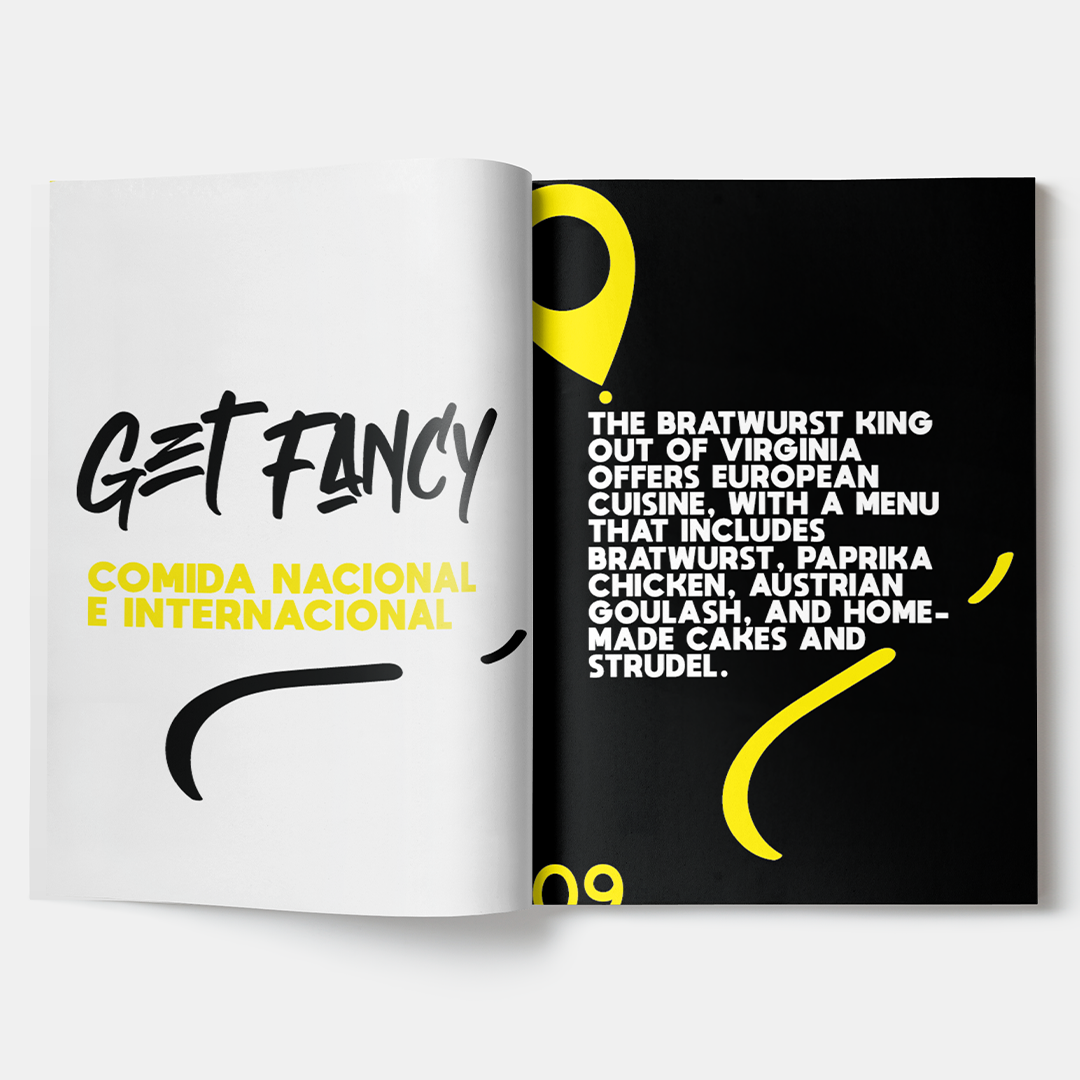 GET FANCY
COMIDA NACIONAL
E INTERNACIONAL
THE BRATWURST KING
OUT OF VIRGINIA
OFFERS EUROPEAN
CUISINE, WITH A MENU
THAT INCLUDES
BRATWURST, PAPRIKA
CHICKEN, AUSTRIAN
GOULASH, AND HOME-
MADE CAKES AND
STRUDEL.
09